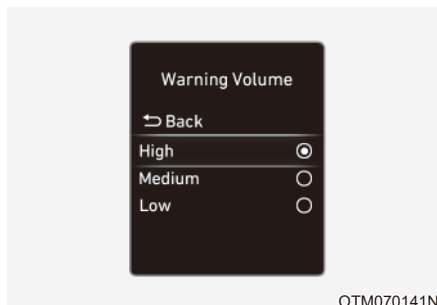 Warning Volume
Back
High
Medium
Low
OTM070141N